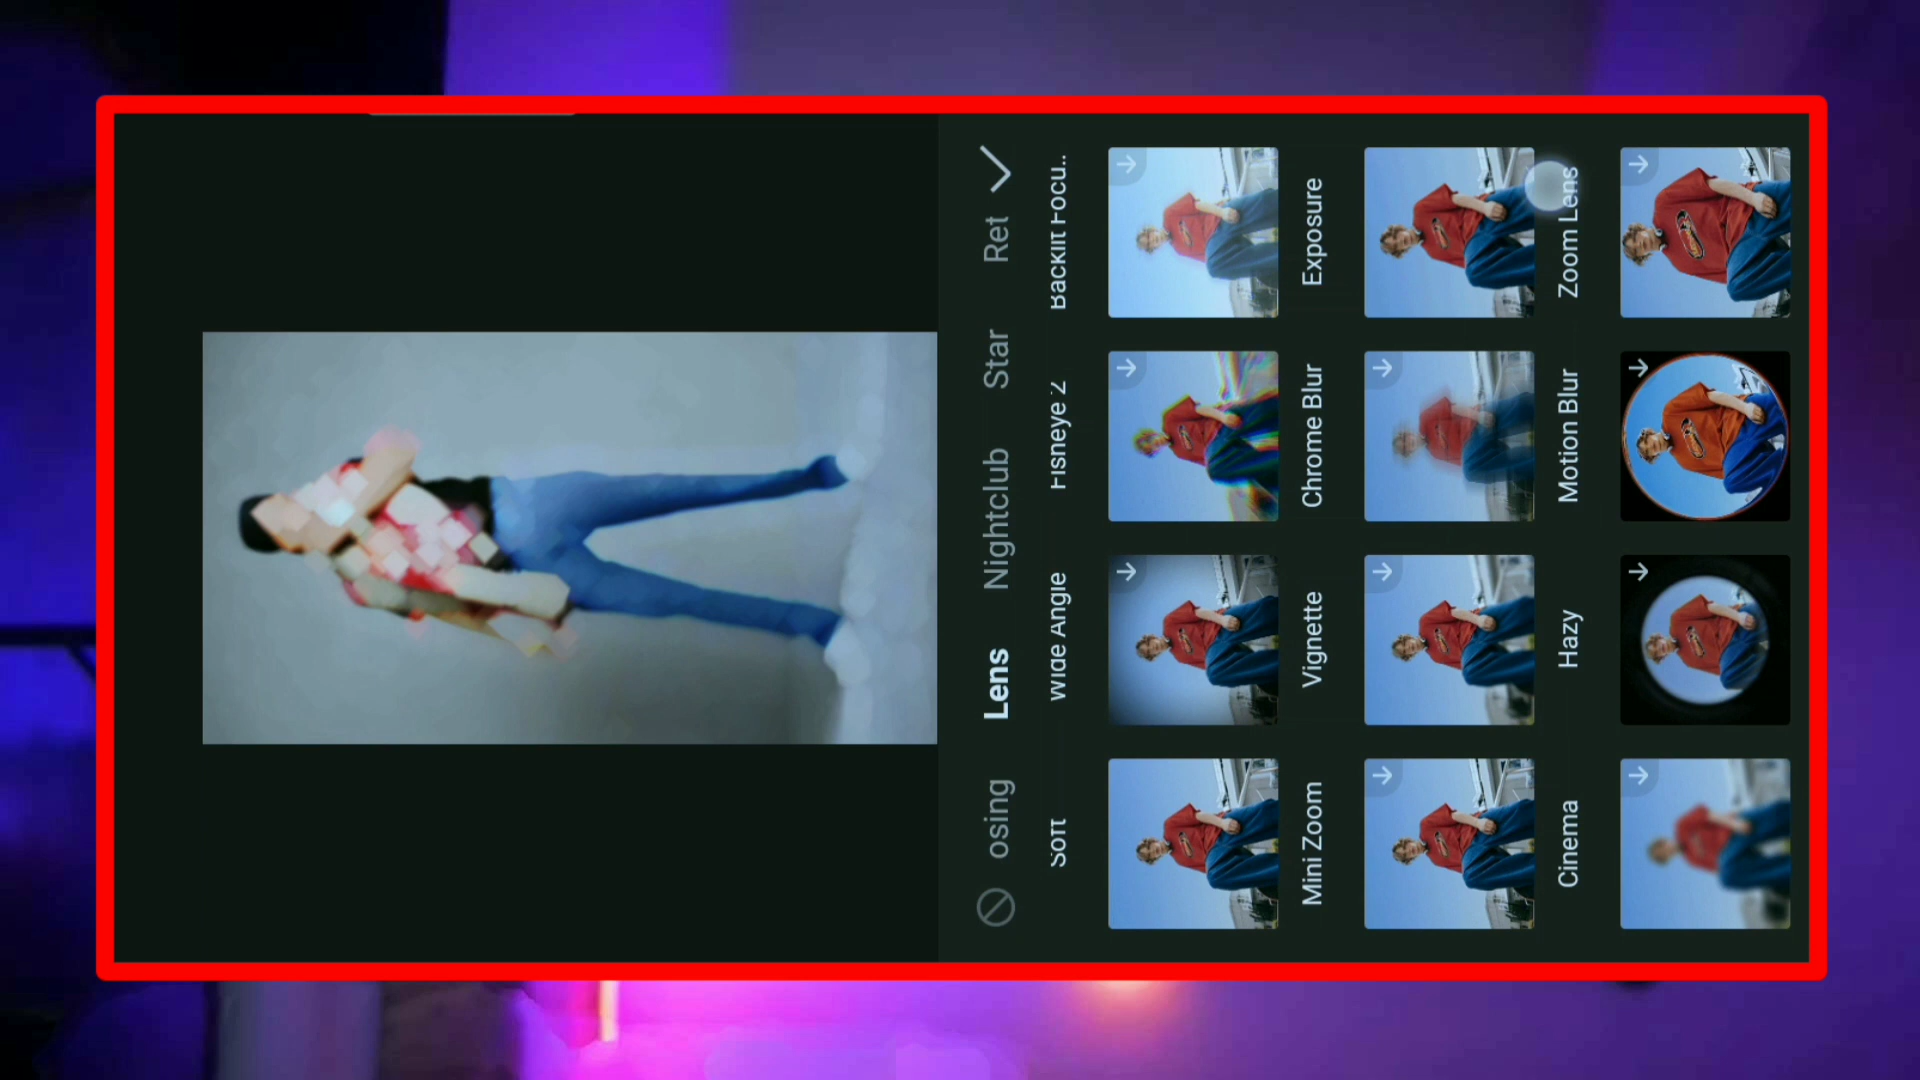 osing Lens Nightclub Star Ret
Soft Wide Angle Fisheye 2 Backlit Focu..
Mini Zoom Vignette Chrome Blur Exposure
Cinema Hazy Motion Blur Zoom Lens